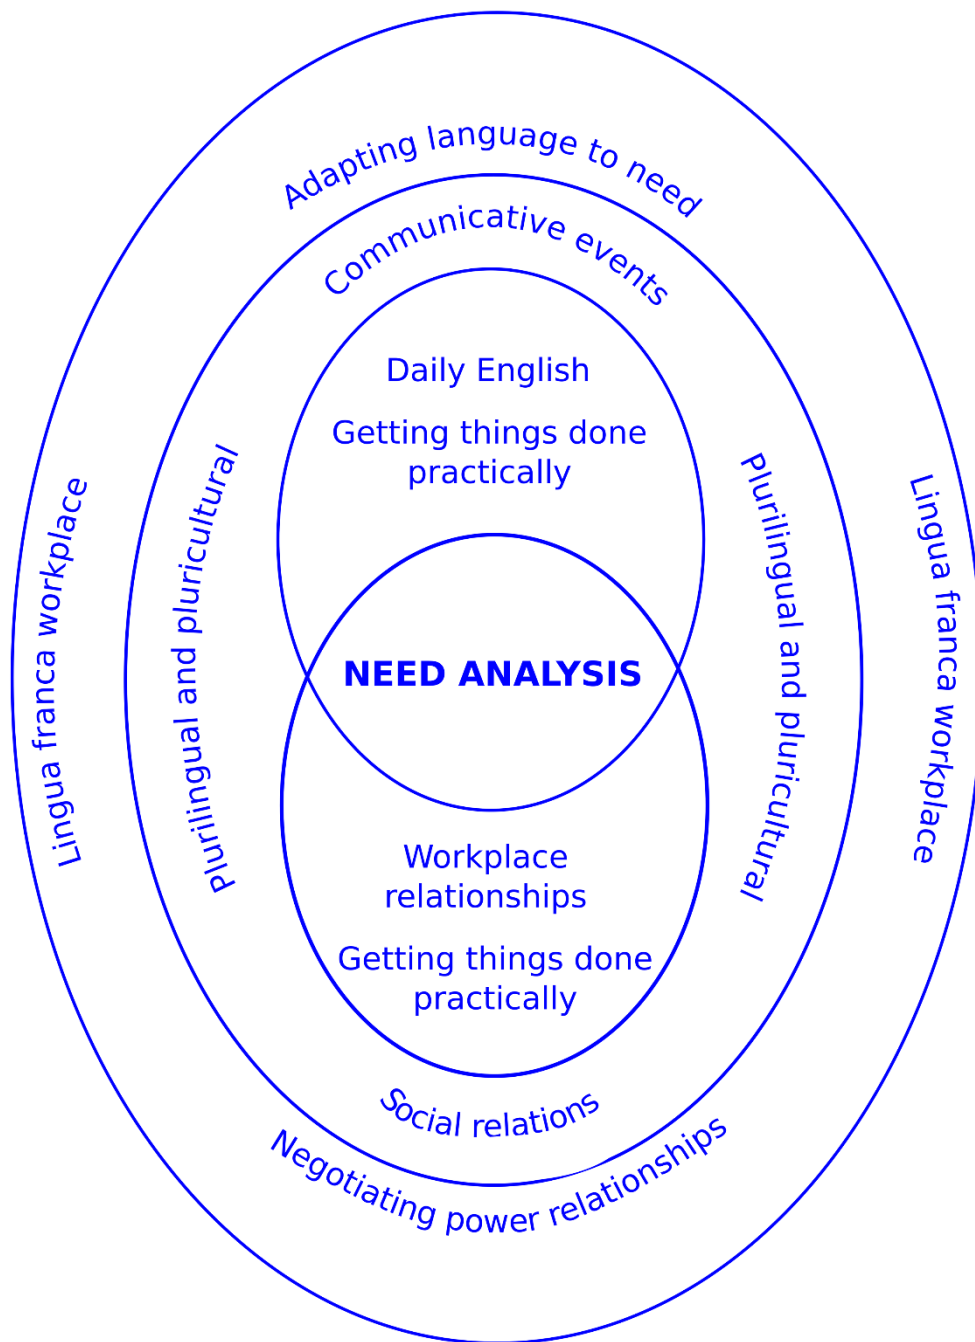 Adapting language to need
Communicative events
Daily English
Getting things done
practically
Lingua franca workplace
Plurilingual and pluricultural
NEED ANALYSIS
Plurilingual and pluricultural
Lingua franca workplace
Workplace
relationships
Getting things done
practically
Social relations
Negotiating power relationships